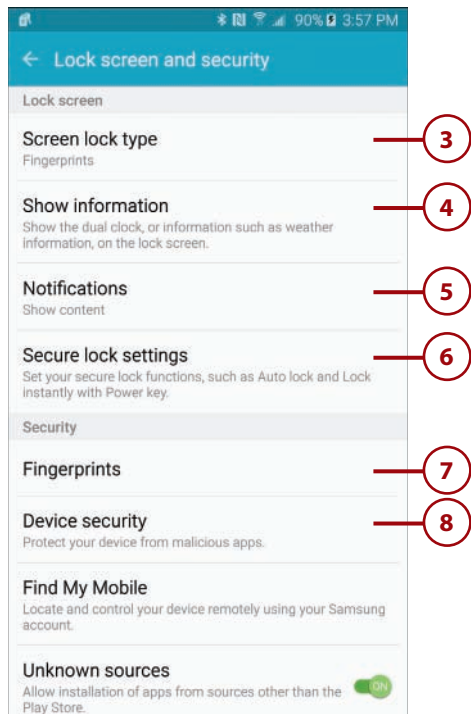 90% 3:57 PM
Lock screen and security
Lock screen
Screen lock type
Fingerprints
3
Show information
Show the dual clock, or information such as weather
information, on the lock screen.
4
Notifications
Show content
5
Secure lock settings
Set your secure lock functions, such as Auto lock and Lock
instantly with Power key.
6
Security
Fingerprints
7
Device security
Protect your device from malicious apps.
8
Find My Mobile
Locate and control your device remotely using your Samsung
account.
Unknown sources
Allow installation of apps from sources other than the
Play Store.
ON